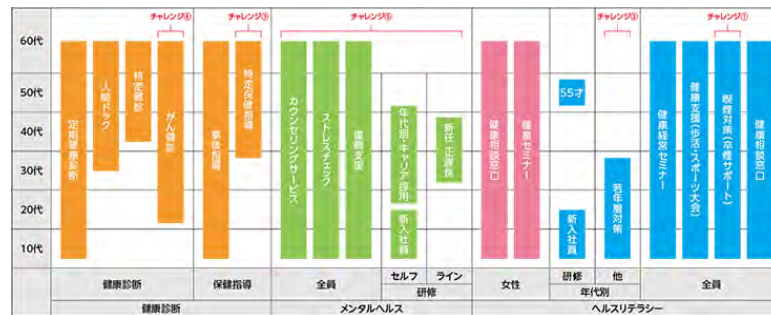 チャレンジ④
チャレンジ③
チャレンジ⑤
チャレンジ③
チャレンジ①
60代
50代
40代
30代
20代
10代
定期健康診断
人間ドック
特定健診
がん健診
事後指導
特定保健指導
カウンセリングサービス
ストレスチェック
復職支援
年代別・キャリア採用
新入社員
新任 正課長
健康相談窓口
健康セミナー
55才
新入社員
若年層対策
健康経営セミナー
健康支援(歩活・スポーツ大会)
喫煙対策(卒煙サポート)
健康相談窓口
健康診断
保健指導
全員
セルフ
ライン
研修
女性
研修
他
年代別
全員
健康診断
メンタルヘルス
ヘルスリテラシー